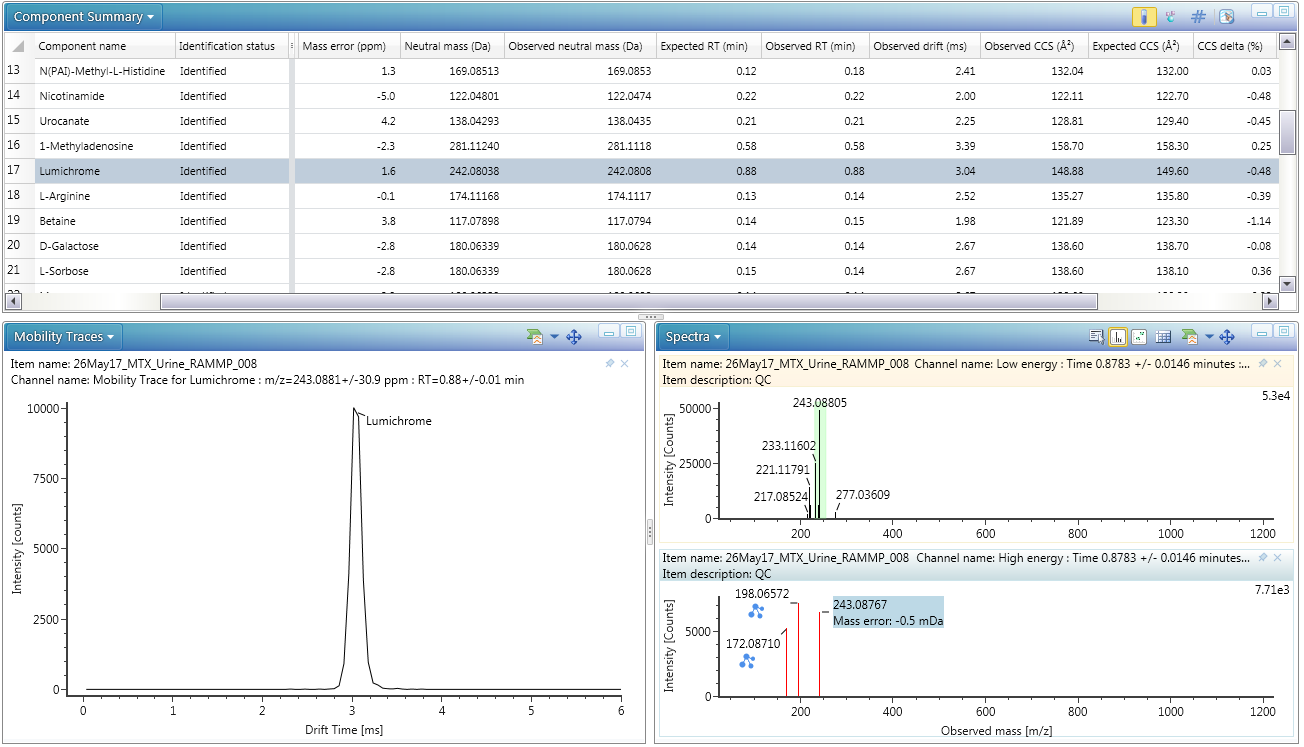 Component Summary
Component name Identification status Mass error (ppm) Neutral mass (Da) Observed neutral mass (Da) Expected RT (min) Observed RT (min) Observed drift (ms) Observed CCS (Å²) Expected CCS (Å²) CCS delta (%)
13 N(PAI)-Methyl-L-Histidine Identified 1.3 169.08513 169.0853 0.12 0.18 2.41 132.04 132.00 0.03
14 Nicotinamide Identified -5.0 122.04801 122.0474 0.22 0.22 2.00 122.11 122.70 -0.48
15 Urocanate Identified 4.2 138.04293 138.0435 0.21 0.21 2.25 128.81 129.40 -0.45
16 1-Methyladenosine Identified -2.3 281.11240 281.1118 0.58 0.58 3.39 158.70 158.30 0.25
17 Lumichrome Identified 1.6 242.08038 242.0808 0.88 0.88 3.04 148.88 149.60 -0.48
18 L-Arginine Identified -0.1 174.11168 174.1117 0.13 0.14 2.52 135.27 135.80 -0.39
19 Betaine Identified 3.8 117.07898 117.0794 0.14 0.15 1.98 121.89 123.30 -1.14
20 D-Galactose Identified -2.8 180.06339 180.0628 0.14 0.14 2.67 138.60 138.70 -0.08
21 L-Sorbose Identified -2.8 180.06339 180.0628 0.15 0.14 2.67 138.60 138.10 0.36
Mobility Traces
Item name: 26May17_MTX_Urine_RAMMP_008
Channel name: Mobility Trace for Lumichrome : m/z=243.0881+/-30.9 ppm : RT=0.88+/-0.01 min
10000
7500
5000
2500
0
Intensity [counts]
Lumichrome
0 1 2 3 4 5 6
Drift Time [ms]
Spectra
Item name: 26May17_MTX_Urine_RAMMP_008 Channel name: Low energy : Time 0.8783 +/- 0.0146 minutes :...
Item description: QC
5.3e4
50000
25000
0
Intensity [Counts]
243.08805
233.11602
221.11791
217.08524
277.03609
200 400 600 800 1000 1200
Item name: 26May17_MTX_Urine_RAMMP_008 Channel name: High energy : Time 0.8783 +/- 0.0146 minutes...
Item description: QC
7.71e3
5000
0
Intensity [Counts]
198.06572
243.08767
Mass error: -0.5 mDa
172.08710
200 400 600 800 1000 1200
Observed mass [m/z]